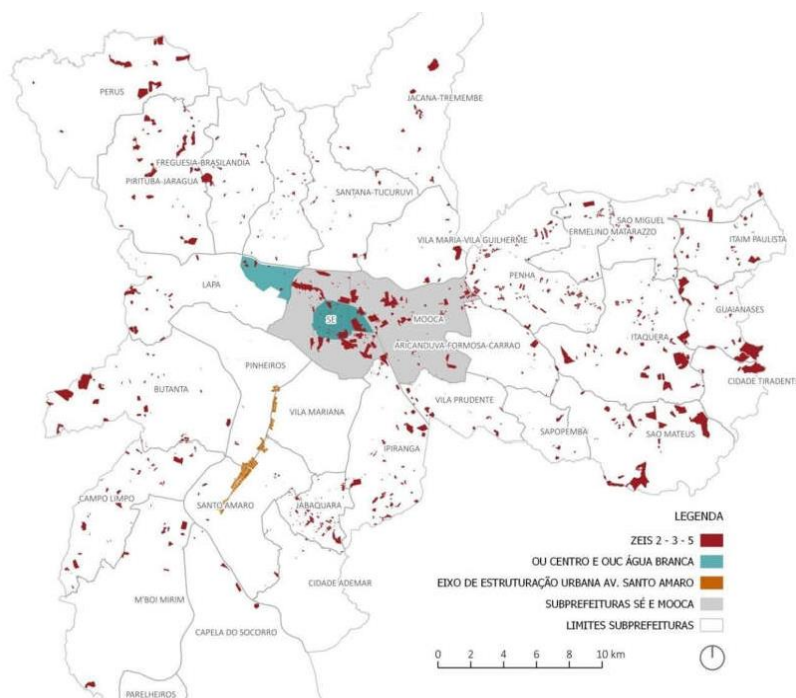 PERUS
JACANA-TREMEMBE
FREGUESIA-BRASILANDIA
PIRITUBA-JARAGUA
SANTANA-TUCURUVI
SAO MIGUEL
ERMELINO MATARAZZO
ITAIM PAULISTA
VILA MARIA-VILA GUILHERME
PENHA
LAPA
GUAIANASES
SE
MOOCA
ITAQUERA
ARICANDUVA-FORMOSA-CARRAO
PINHEIROS
CIDADE TIRADENTE
BUTANTA
VILA MARIANA
VILA PRUDENTE
SAPOPEMBA
SAO MATEUS
IPIRANGA
CAMPO LIMPO
SANTO AMARO
JABAQUARA
CIDADE ADEMAR
M'BOI MIRIM
CAPELA DO SOCORRO
PARELHEIROS
LEGENDA
ZEIS 2 - 3 - 5
OU CENTRO E OUC ÁGUA BRANCA
EIXO DE ESTRUTURAÇÃO URBANA AV. SANTO AMARO
SUBPREFEITURAS SÉ E MOOCA
LIMITES SUBPREFEITURAS
0 2 4 6 8 10 km